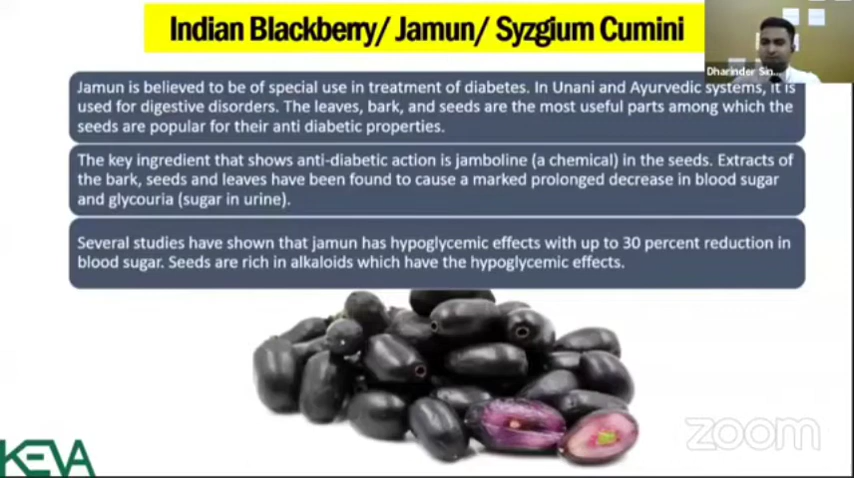 Indian Blackberry/ Jamun/ Syzgium Cumini
Dharinder Sin...
Jamun is believed to be of special use in treatment of diabetes. In Unani and Ayurvedic systems, it is
used for digestive disorders. The leaves, bark, and seeds are the most useful parts among which the
seeds are popular for their anti diabetic properties.
The key ingredient that shows anti-diabetic action is jamboline (a chemical) in the seeds. Extracts of
the bark, seeds and leaves have been found to cause a marked prolonged decrease in blood sugar
and glycouria (sugar in urine).
Several studies have shown that jamun has hypoglycemic effects with up to 30 percent reduction in
blood sugar. Seeds are rich in alkaloids which have the hypoglycemic effects.
KEVA
zoom